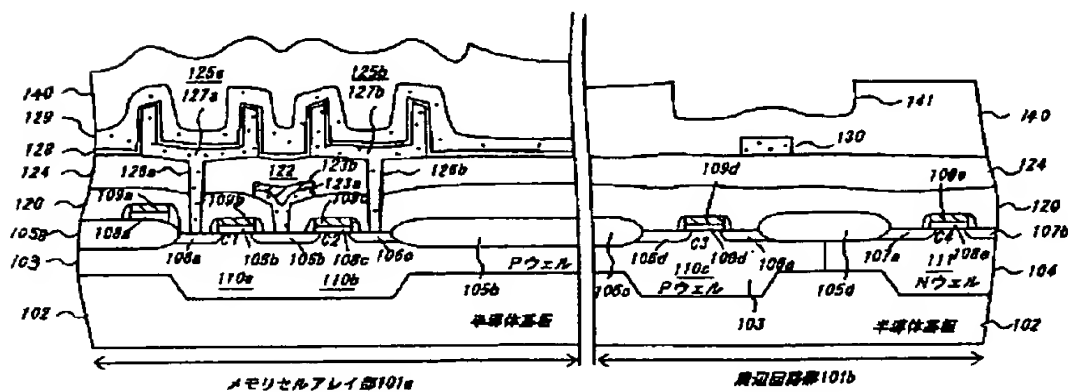 125a 125b
127a 127b
140 129 128 124 120 105a 103 102
126a 122 123b 123a 126b
109a 109b 109c
108a 106a C1 108b 106b C2 108c 106c
110a 110b
Pウェル
105b
半導体基板
メモリセルアレイ部101a
141 130 140
109d 109e 124 120
106c 106d C3 108d 106e 105d 107a C4 108e 107b
110c
Pウェル
103
111
Nウェル
104
半導体基板
102
周辺回路部101b